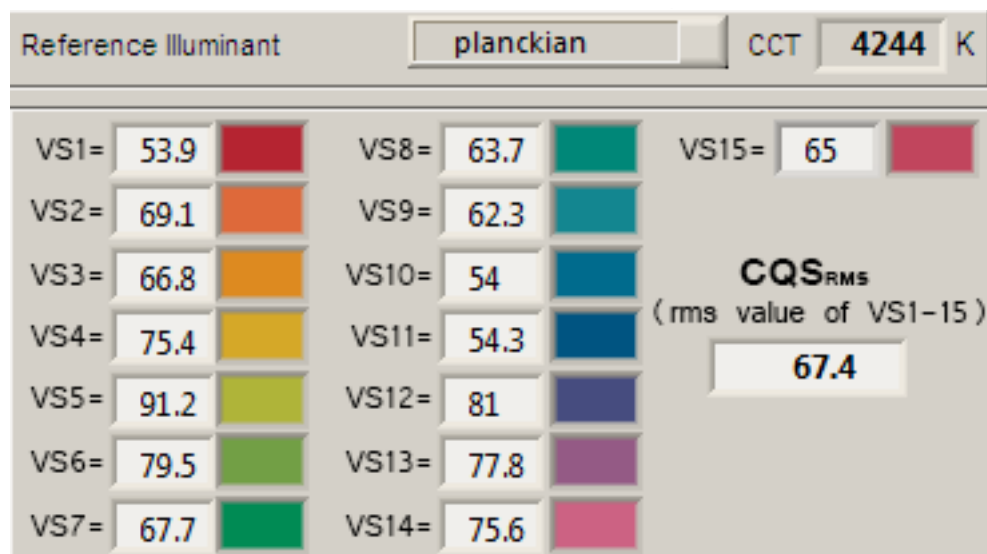 Reference Illuminant planckian CCT 4244 K
VS1= 53.9 VS8= 63.7 VS15= 65
VS2= 69.1 VS9= 62.3
VS3= 66.8 VS10= 54 CQSRMS
(rms value of VS1-15)
VS4= 75.4 VS11= 54.3 67.4
VS5= 91.2 VS12= 81
VS6= 79.5 VS13= 77.8
VS7= 67.7 VS14= 75.6